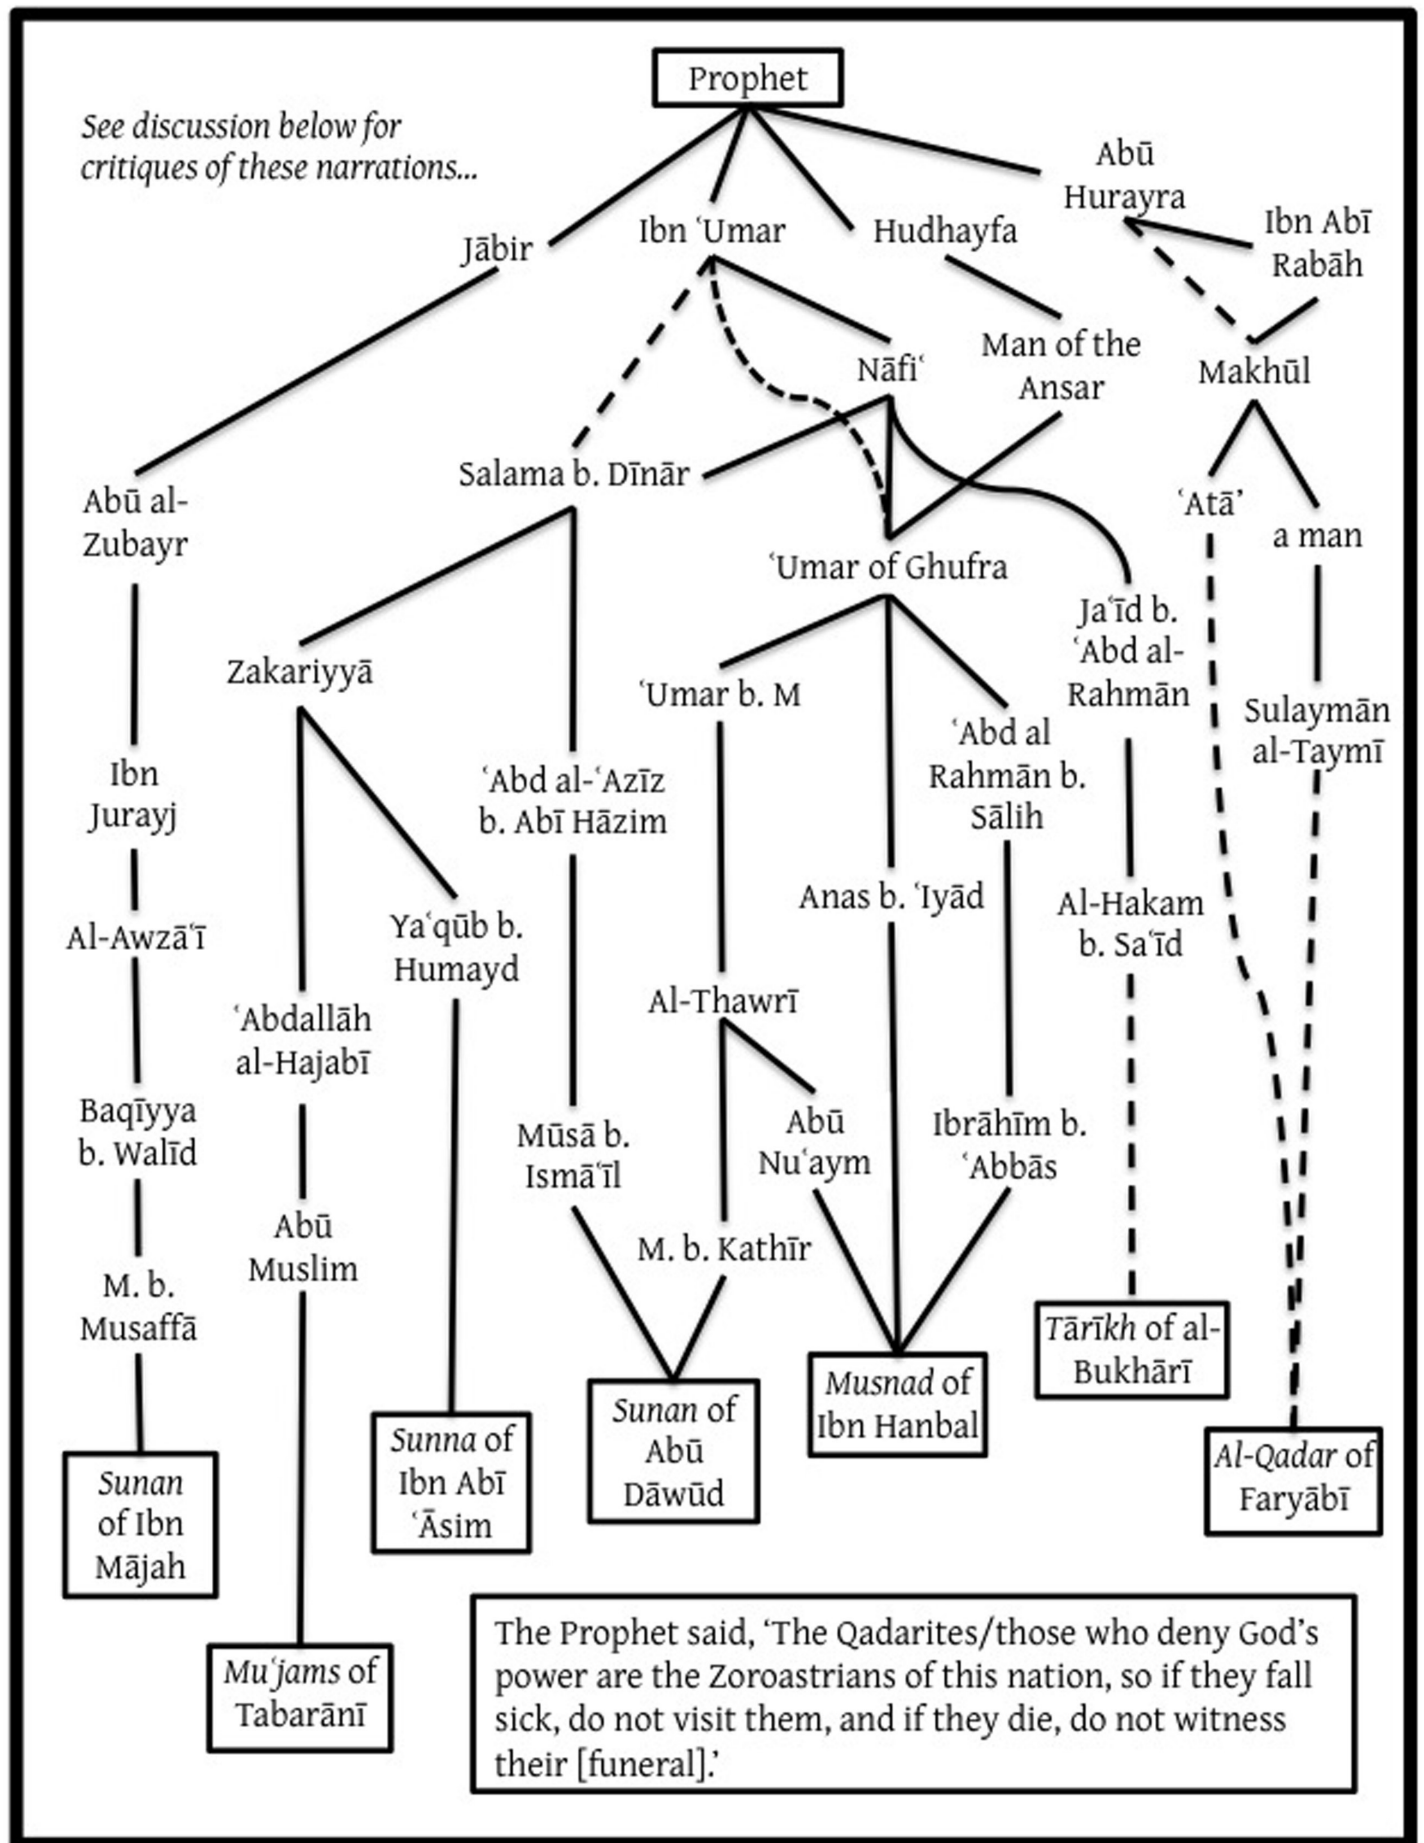 Prophet
See discussion below for
critiques of these narrations...
Abū
Hurayra
Ibn Abī
Rabāh
Jābir
Ibn ʿUmar
Hudhayfa
Nāfiʿ
Man of the
Ansar
Makhūl
Abū al-
Zubayr
Salama b. Dīnār
ʿAtā’
a man
ʿUmar of Ghufra
Jaʿīd b.
ʿAbd al-
Rahmān
Zakariyyā
ʿUmar b. M
ʿAbd al
Rahmān b.
Sālih
Sulaymān
al-Taymī
Ibn
Jurayj
ʿAbd al-ʿAzīz
b. Abī Hāzim
Anas b. ʿIyād
Al-Hakam
b. Saʿīd
Al-Awzāʿī
Yaʿqūb b.
Humayd
ʿAbdallāh
al-Hajabī
Al-Thawrī
Baqīyya
b. Walīd
Mūsā b.
Ismāʿīl
Abū
Nuʿaym
Ibrāhīm b.
ʿAbbās
Abū
Muslim
M. b. Kathīr
M. b.
Musaffā
Tārīkh of al-
Bukhārī
Musnad of
Ibn Hanbal
Sunan of
Abū
Dāwūd
Sunna of
Ibn Abī
ʿĀsim
Al-Qadar of
Faryābī
Sunan
of Ibn
Mājah
Muʿjams of
Tabarānī
The Prophet said, ‘The Qadarites/those who deny God’s
power are the Zoroastrians of this nation, so if they fall
sick, do not visit them, and if they die, do not witness
their [funeral].’